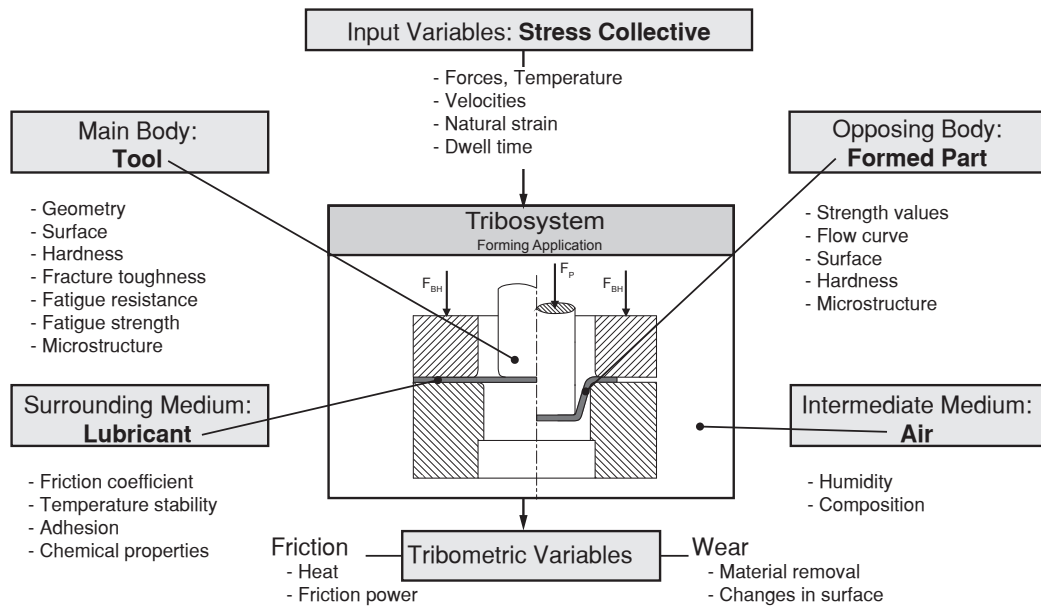 Input Variables: Stress Collective
- Forces, Temperature
- Velocities
- Natural strain
- Dwell time
Main Body:
Tool
- Geometry
- Surface
- Hardness
- Fracture toughness
- Fatigue resistance
- Fatigue strength
- Microstructure
Opposing Body:
Formed Part
- Strength values
- Flow curve
- Surface
- Hardness
- Microstructure
Tribosystem
Forming Application
F_BH
F_P
F_BH
Surrounding Medium:
Lubricant
- Friction coefficient
- Temperature stability
- Adhesion
- Chemical properties
Intermediate Medium:
Air
- Humidity
- Composition
Friction
- Heat
- Friction power
Tribometric Variables
Wear
- Material removal
- Changes in surface